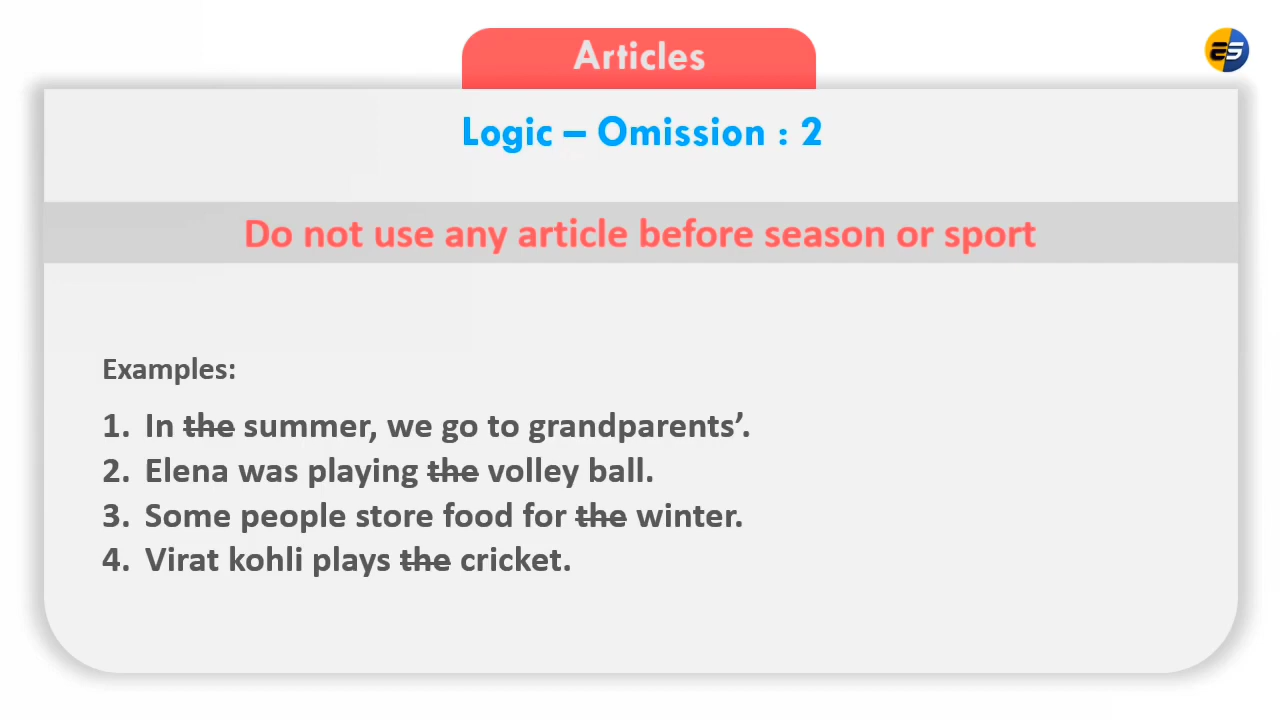 Articles
ES
Logic – Omission : 2
Do not use any article before season or sport
Examples:
1. In the summer, we go to grandparents’.
2. Elena was playing the volley ball.
3. Some people store food for the winter.
4. Virat kohli plays the cricket.